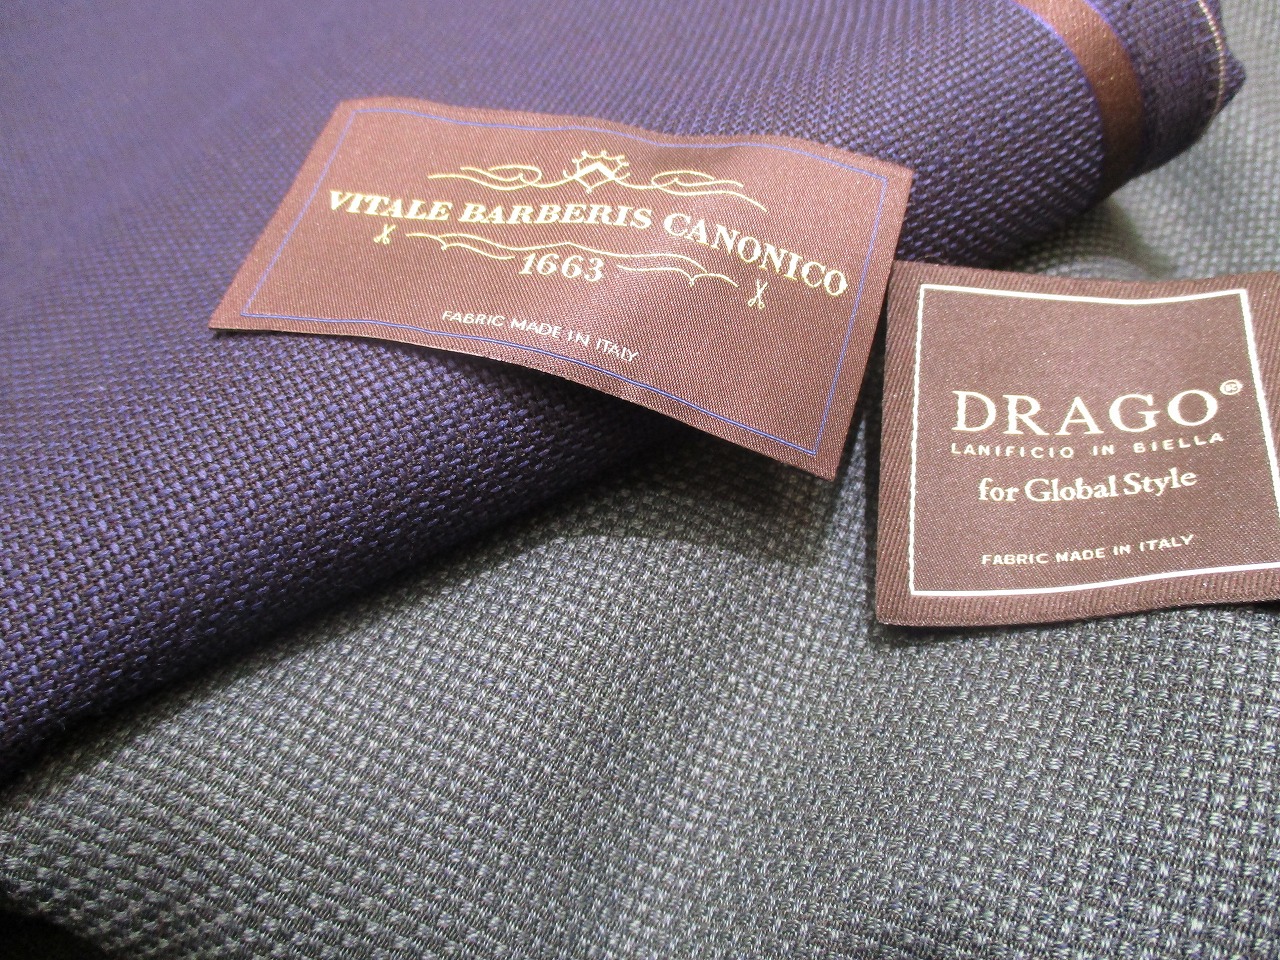 VITALE BARBERIS CANONICO
1663
FABRIC MADE IN ITALY
DRAGO®
LANIFICIO IN BIELLA
for Global Style
FABRIC MADE IN ITALY